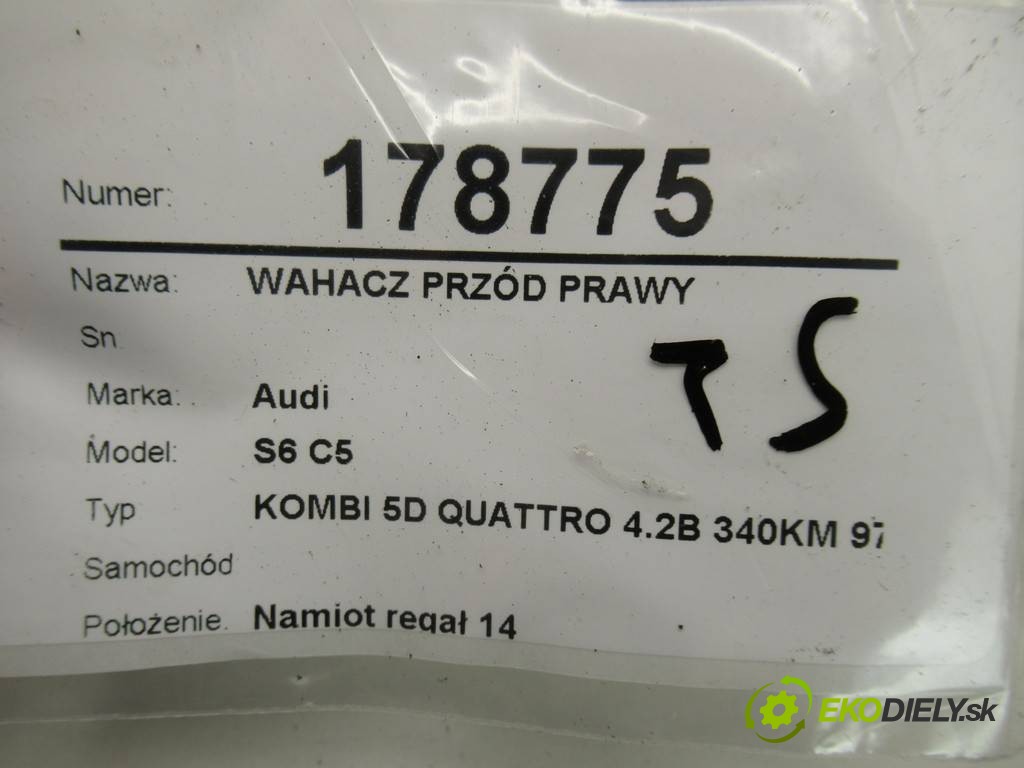 Numer: 178775
Nazwa: WAHACZ PRZÓD PRAWY
Sn
Marka: Audi
Model: S6 C5
Typ KOMBI 5D QUATTRO 4.2B 340KM 97
Samochód
Położenie. Namiot regał 14
EKODIELY.sk